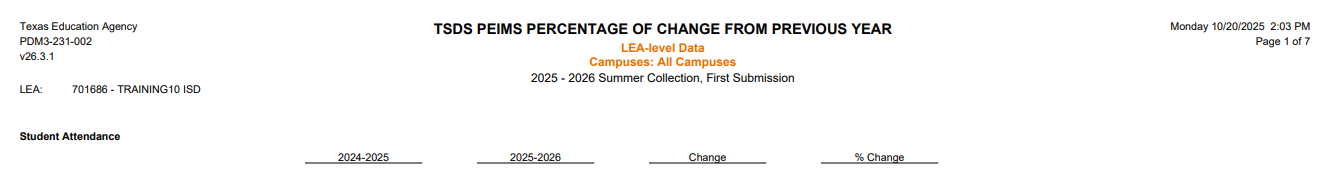 Texas Education Agency
PDM3-231-002
v26.3.1
TSDS PEIMS PERCENTAGE OF CHANGE FROM PREVIOUS YEAR
LEA-level Data
Campuses: All Campuses
2025 - 2026 Summer Collection, First Submission
Monday 10/20/2025 2:03 PM
Page 1 of 7
LEA: 701686 - TRAINING10 ISD
Student Attendance
2024-2025 2025-2026 Change % Change